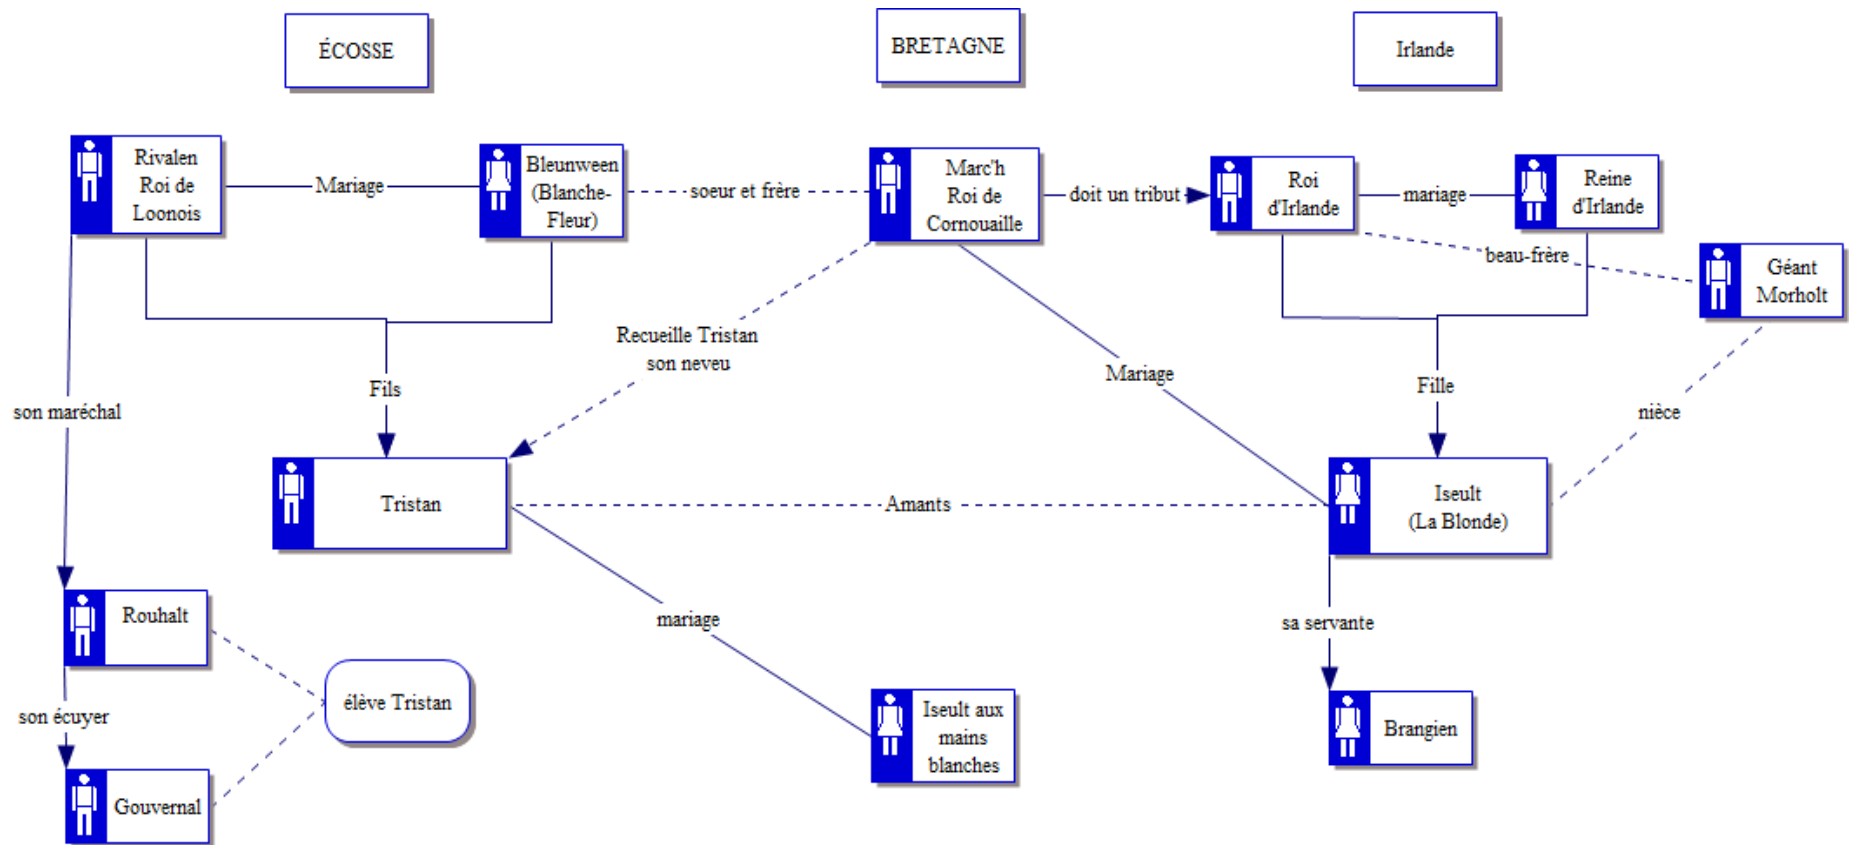 ÉCOSSE
BRETAGNE
Irlande
Rivalen
Roi de
Loonois
Mariage
Bleunween
(Blanche-
Fleur)
soeur et frère
Marc'h
Roi de
Cornouaille
doit un tribut
Roi
d'Irlande
mariage
Reine
d'Irlande
beau-frère
Géant
Morholt
Recueille Tristan
son neveu
Mariage
Fils
Fille
nièce
son maréchal
Tristan
Amants
Iseult
(La Blonde)
Rouhalt
mariage
sa servante
élève Tristan
son écuyer
Iseult aux
mains
blanches
Brangien
Gouvernal